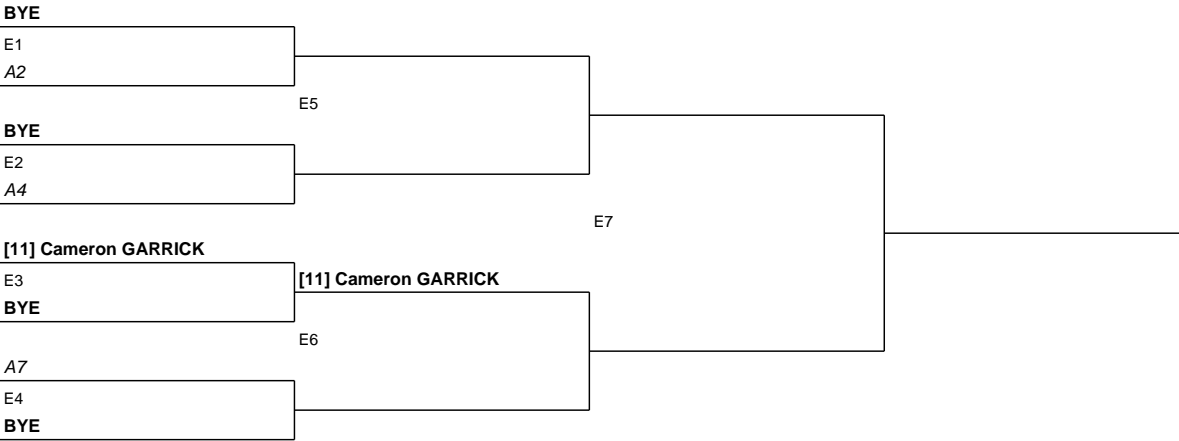 BYE
E1
A2
E5
BYE
E2
A4
E7
[11] Cameron GARRICK
E3
[11] Cameron GARRICK
BYE
E6
A7
E4
BYE